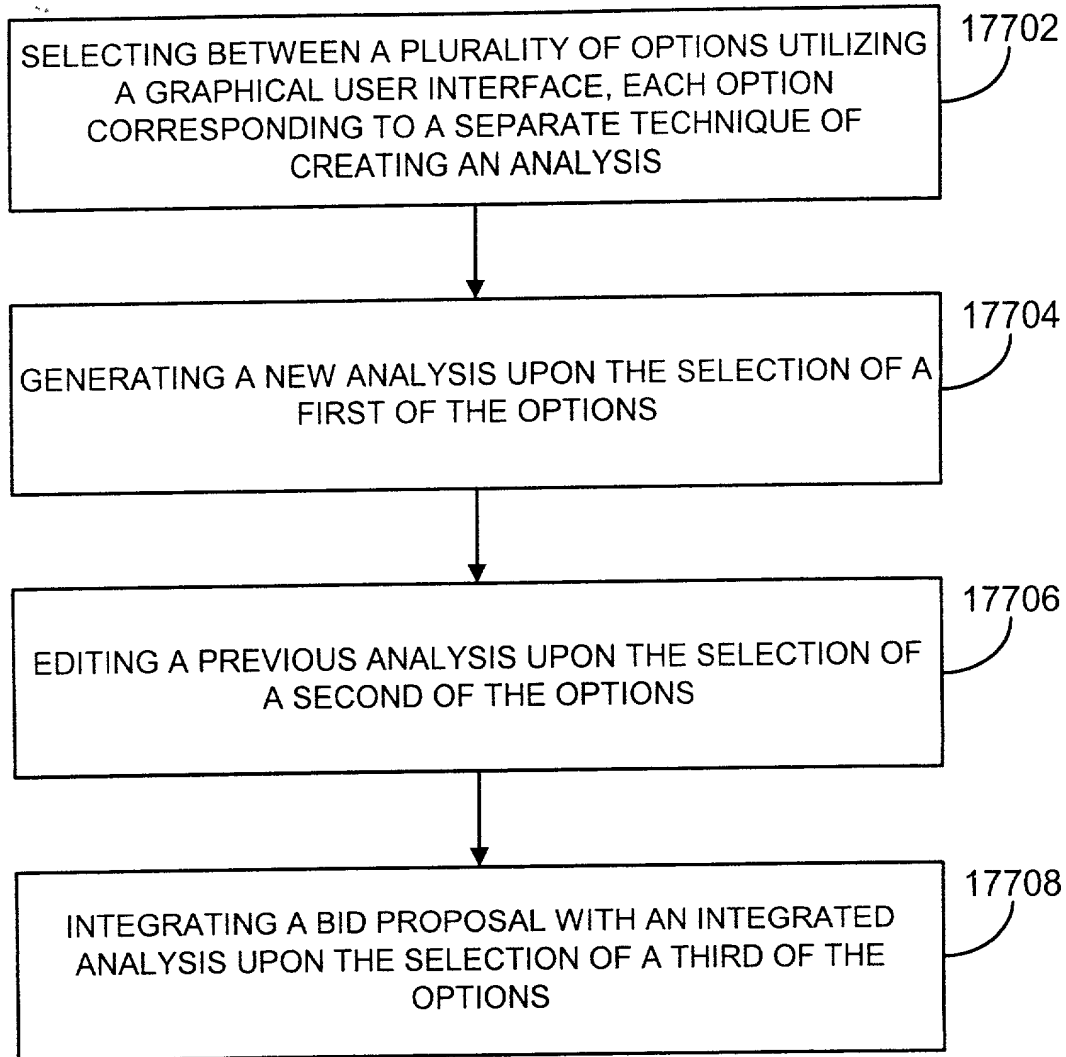 17702
SELECTING BETWEEN A PLURALITY OF OPTIONS UTILIZING
A GRAPHICAL USER INTERFACE, EACH OPTION
CORRESPONDING TO A SEPARATE TECHNIQUE OF
CREATING AN ANALYSIS
17704
GENERATING A NEW ANALYSIS UPON THE SELECTION OF A
FIRST OF THE OPTIONS
17706
EDITING A PREVIOUS ANALYSIS UPON THE SELECTION OF
A SECOND OF THE OPTIONS
17708
INTEGRATING A BID PROPOSAL WITH AN INTEGRATED
ANALYSIS UPON THE SELECTION OF A THIRD OF THE
OPTIONS